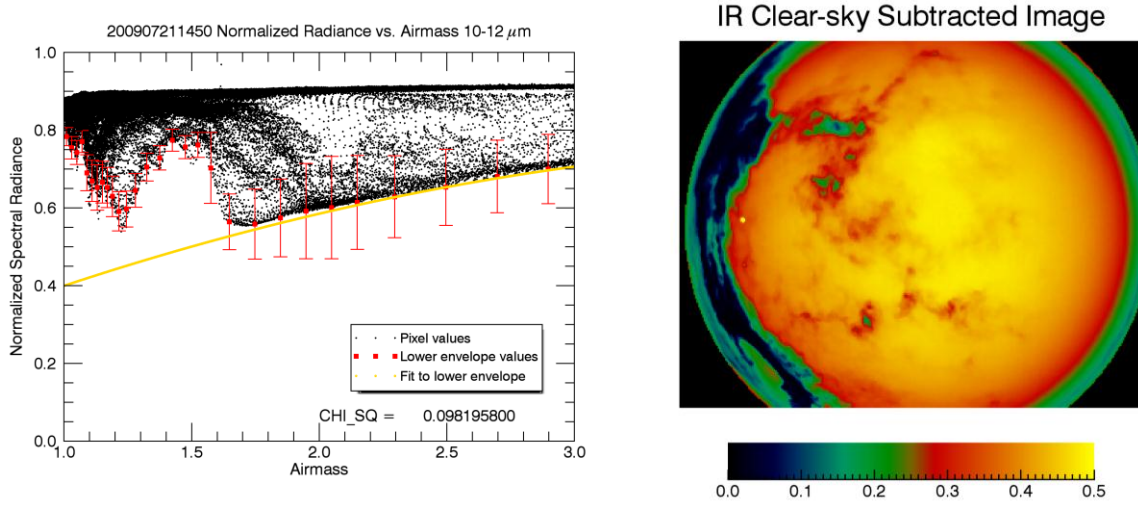 200907211450 Normalized Radiance vs. Airmass 10-12 μm
Normalized Spectral Radiance
1.0
0.8
0.6
0.4
0.2
0.0
Pixel values
Lower envelope values
Fit to lower envelope
CHI_SQ = 0.098195800
1.0 1.5 2.0 2.5 3.0
Airmass
IR Clear-sky Subtracted Image
0.0 0.1 0.2 0.3 0.4 0.5